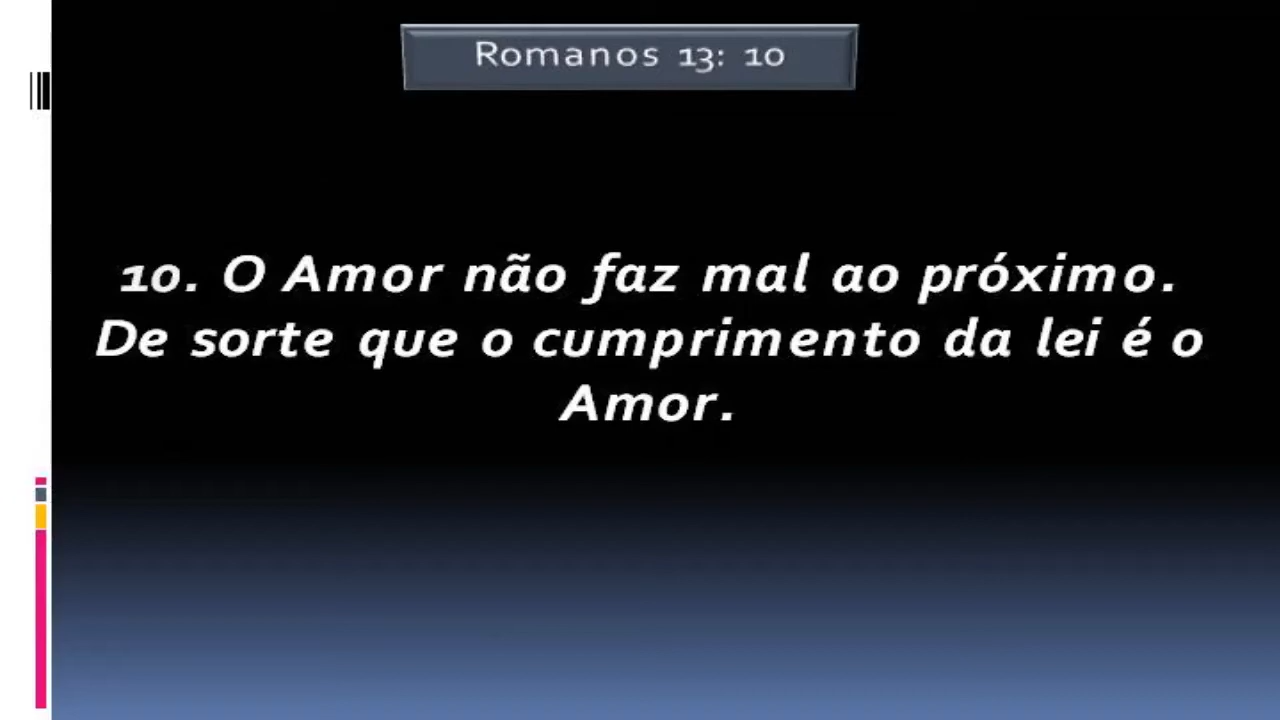 Romanos 13: 10
10. O Amor não faz mal ao próximo.
De sorte que o cumprimento da lei é o
Amor.